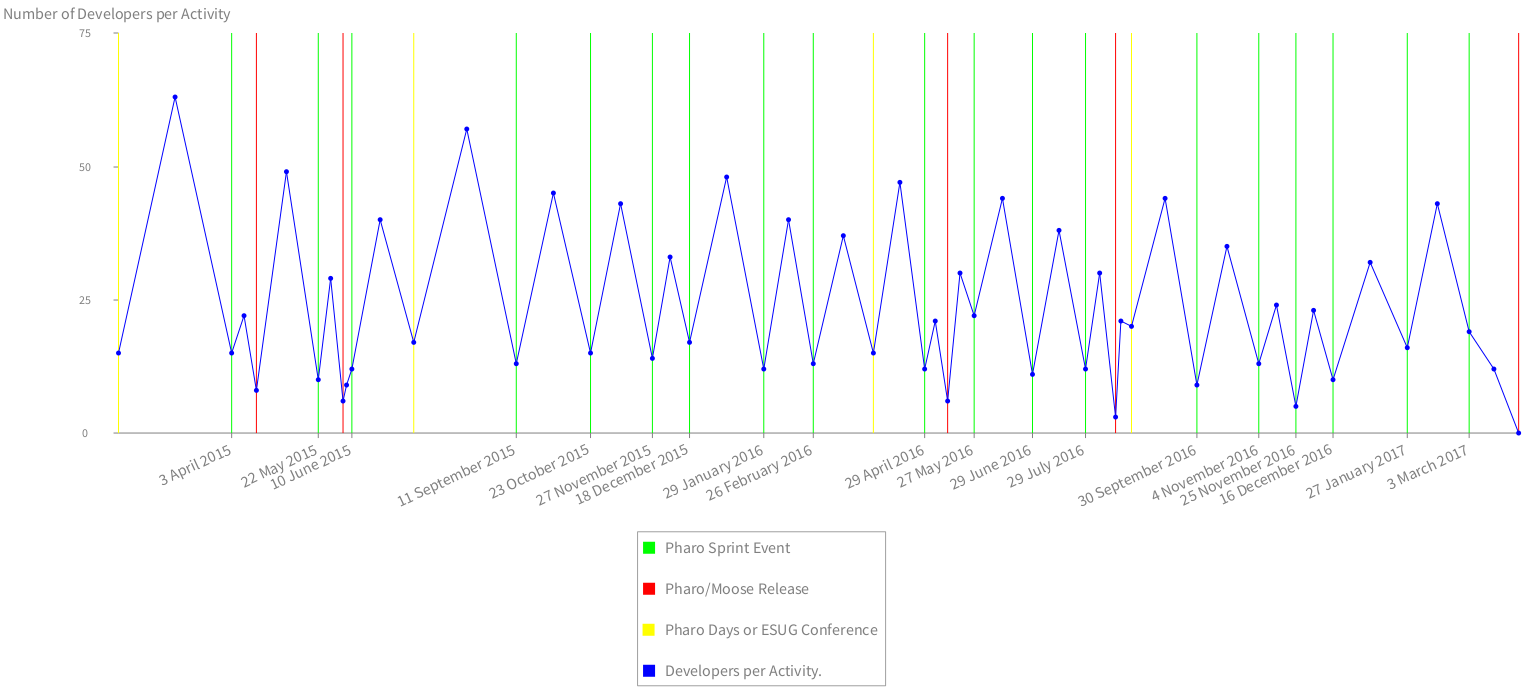 Number of Developers per Activity
75
50
25
0
3 April 2015
22 May 2015
10 June 2015
11 September 2015
23 October 2015
27 November 2015
18 December 2015
29 January 2016
26 February 2016
29 April 2016
27 May 2016
29 June 2016
29 July 2016
30 September 2016
4 November 2016
25 November 2016
16 December 2016
27 January 2017
3 March 2017
Pharo Sprint Event
Pharo/Moose Release
Pharo Days or ESUG Conference
Developers per Activity.